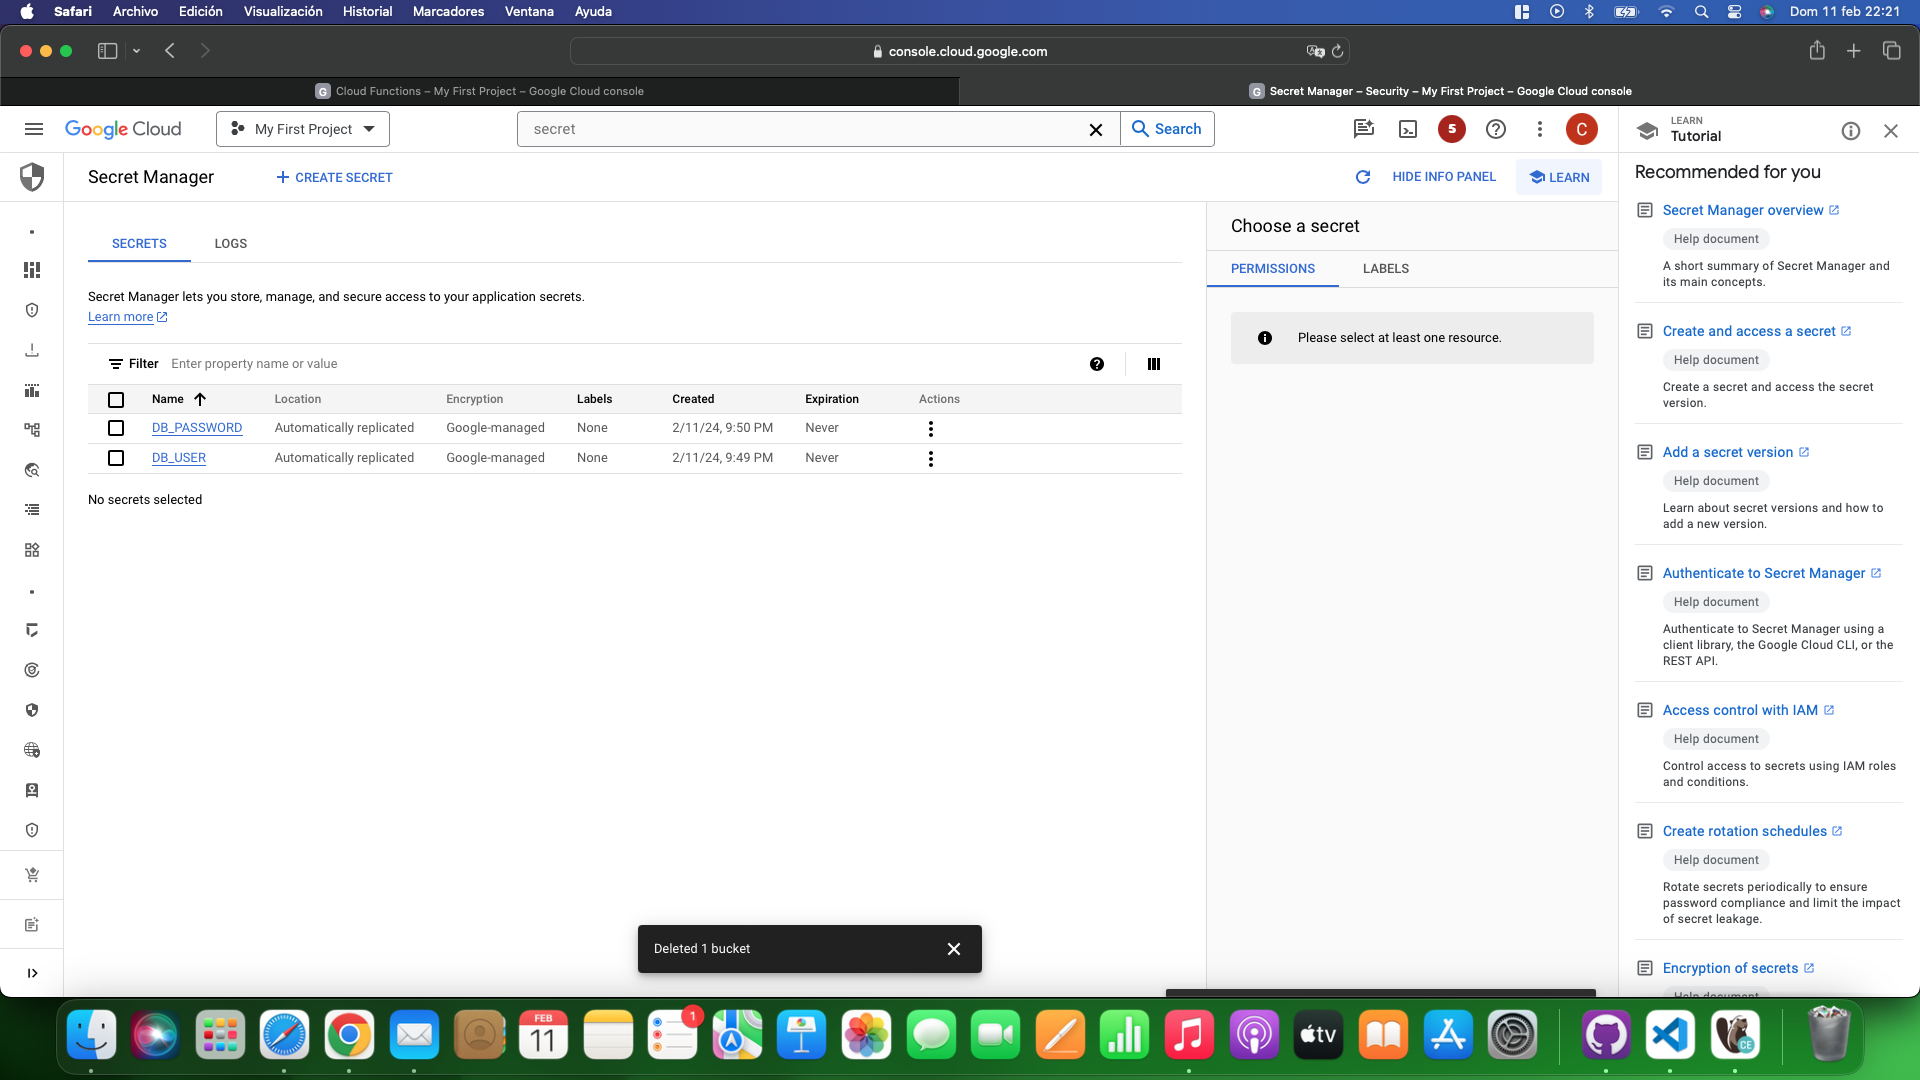 Safari Archivo Edición Visualización Historial Marcadores Ventana Ayuda Dom 11 feb 22:21
console.cloud.google.com
G Cloud Functions – My First Project – Google Cloud console
G Secret Manager – Security – My First Project – Google Cloud console
Google Cloud My First Project secret Search 5 C
LEARN
Tutorial
Secret Manager CREATE SECRET HIDE INFO PANEL LEARN
SECRETS LOGS
Secret Manager lets you store, manage, and secure access to your application secrets.
Learn more
Filter Enter property name or value
Name Location Encryption Labels Created Expiration Actions
DB_PASSWORD Automatically replicated Google-managed None 2/11/24, 9:50 PM Never
DB_USER Automatically replicated Google-managed None 2/11/24, 9:49 PM Never
No secrets selected
Choose a secret
PERMISSIONS LABELS
Please select at least one resource.
Recommended for you
Secret Manager overview
Help document
A short summary of Secret Manager and
its main concepts.
Create and access a secret
Help document
Create a secret and access the secret
version.
Add a secret version
Help document
Learn about secret versions and how to
add a new version.
Authenticate to Secret Manager
Help document
Authenticate to Secret Manager using a
client library, the Google Cloud CLI, or the
REST API.
Access control with IAM
Help document
Control access to secrets using IAM roles
and conditions.
Create rotation schedules
Help document
Rotate secrets periodically to ensure
password compliance and limit the impact
of secret leakage.
Encryption of secrets
Help document
Deleted 1 bucket
FEB
11
1
tv
CE